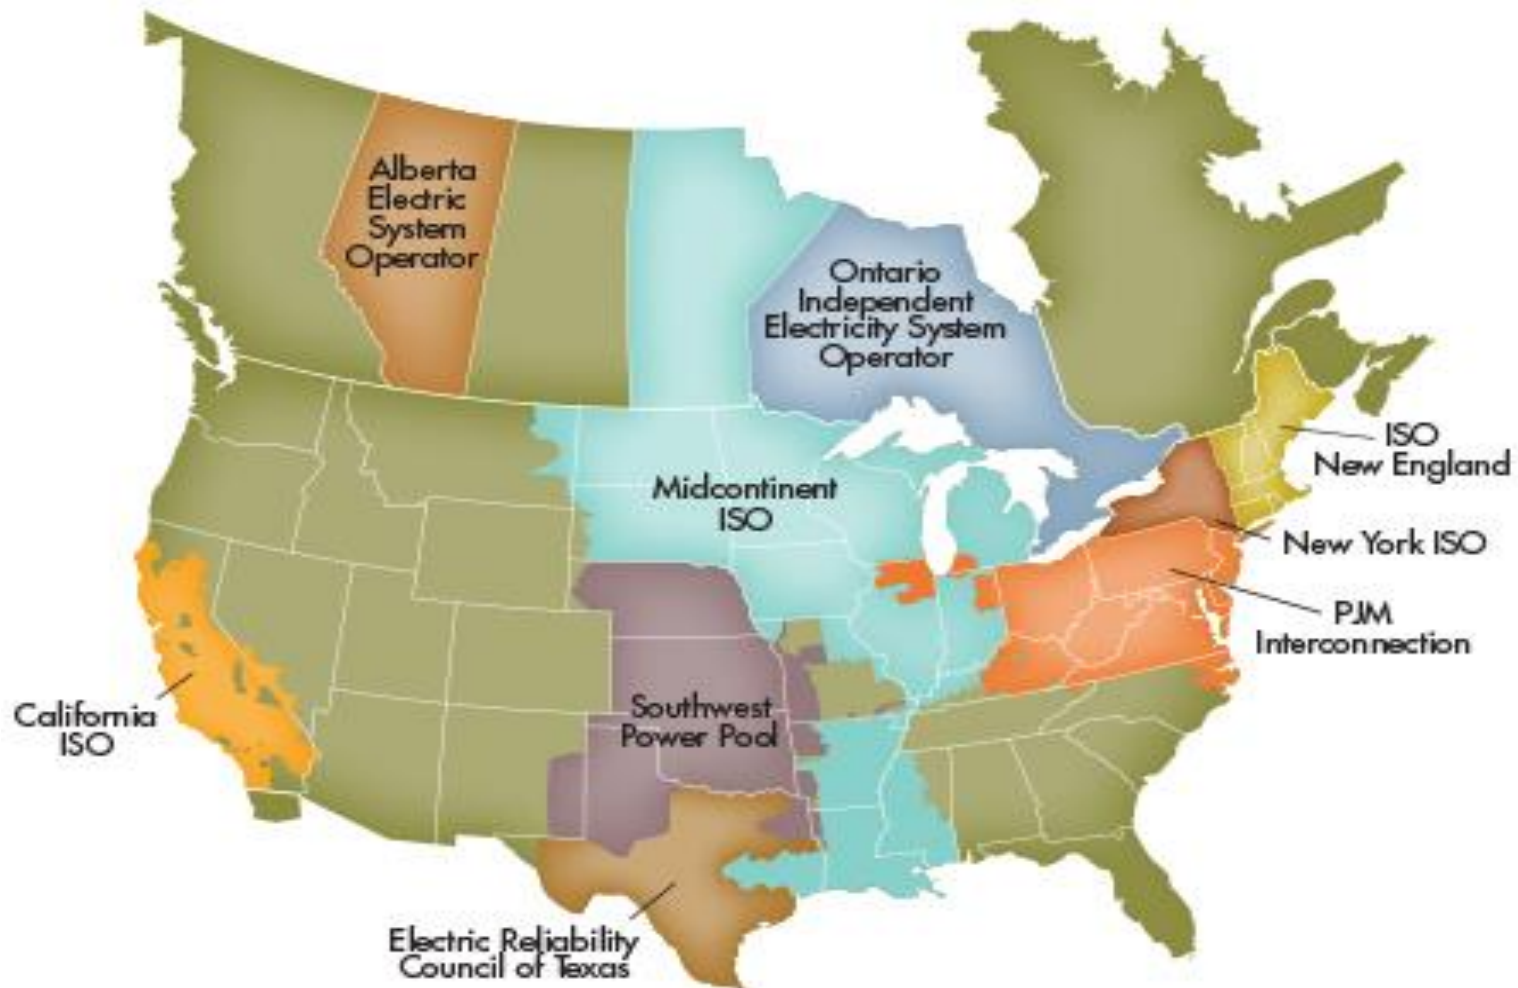 Alberta
Electric
System
Operator
Ontario
Independent
Electricity System
Operator
ISO
New England
Midcontinent
ISO
New York ISO
PJM
Interconnection
California
ISO
Southwest
Power Pool
Electric Reliability
Council of Texas